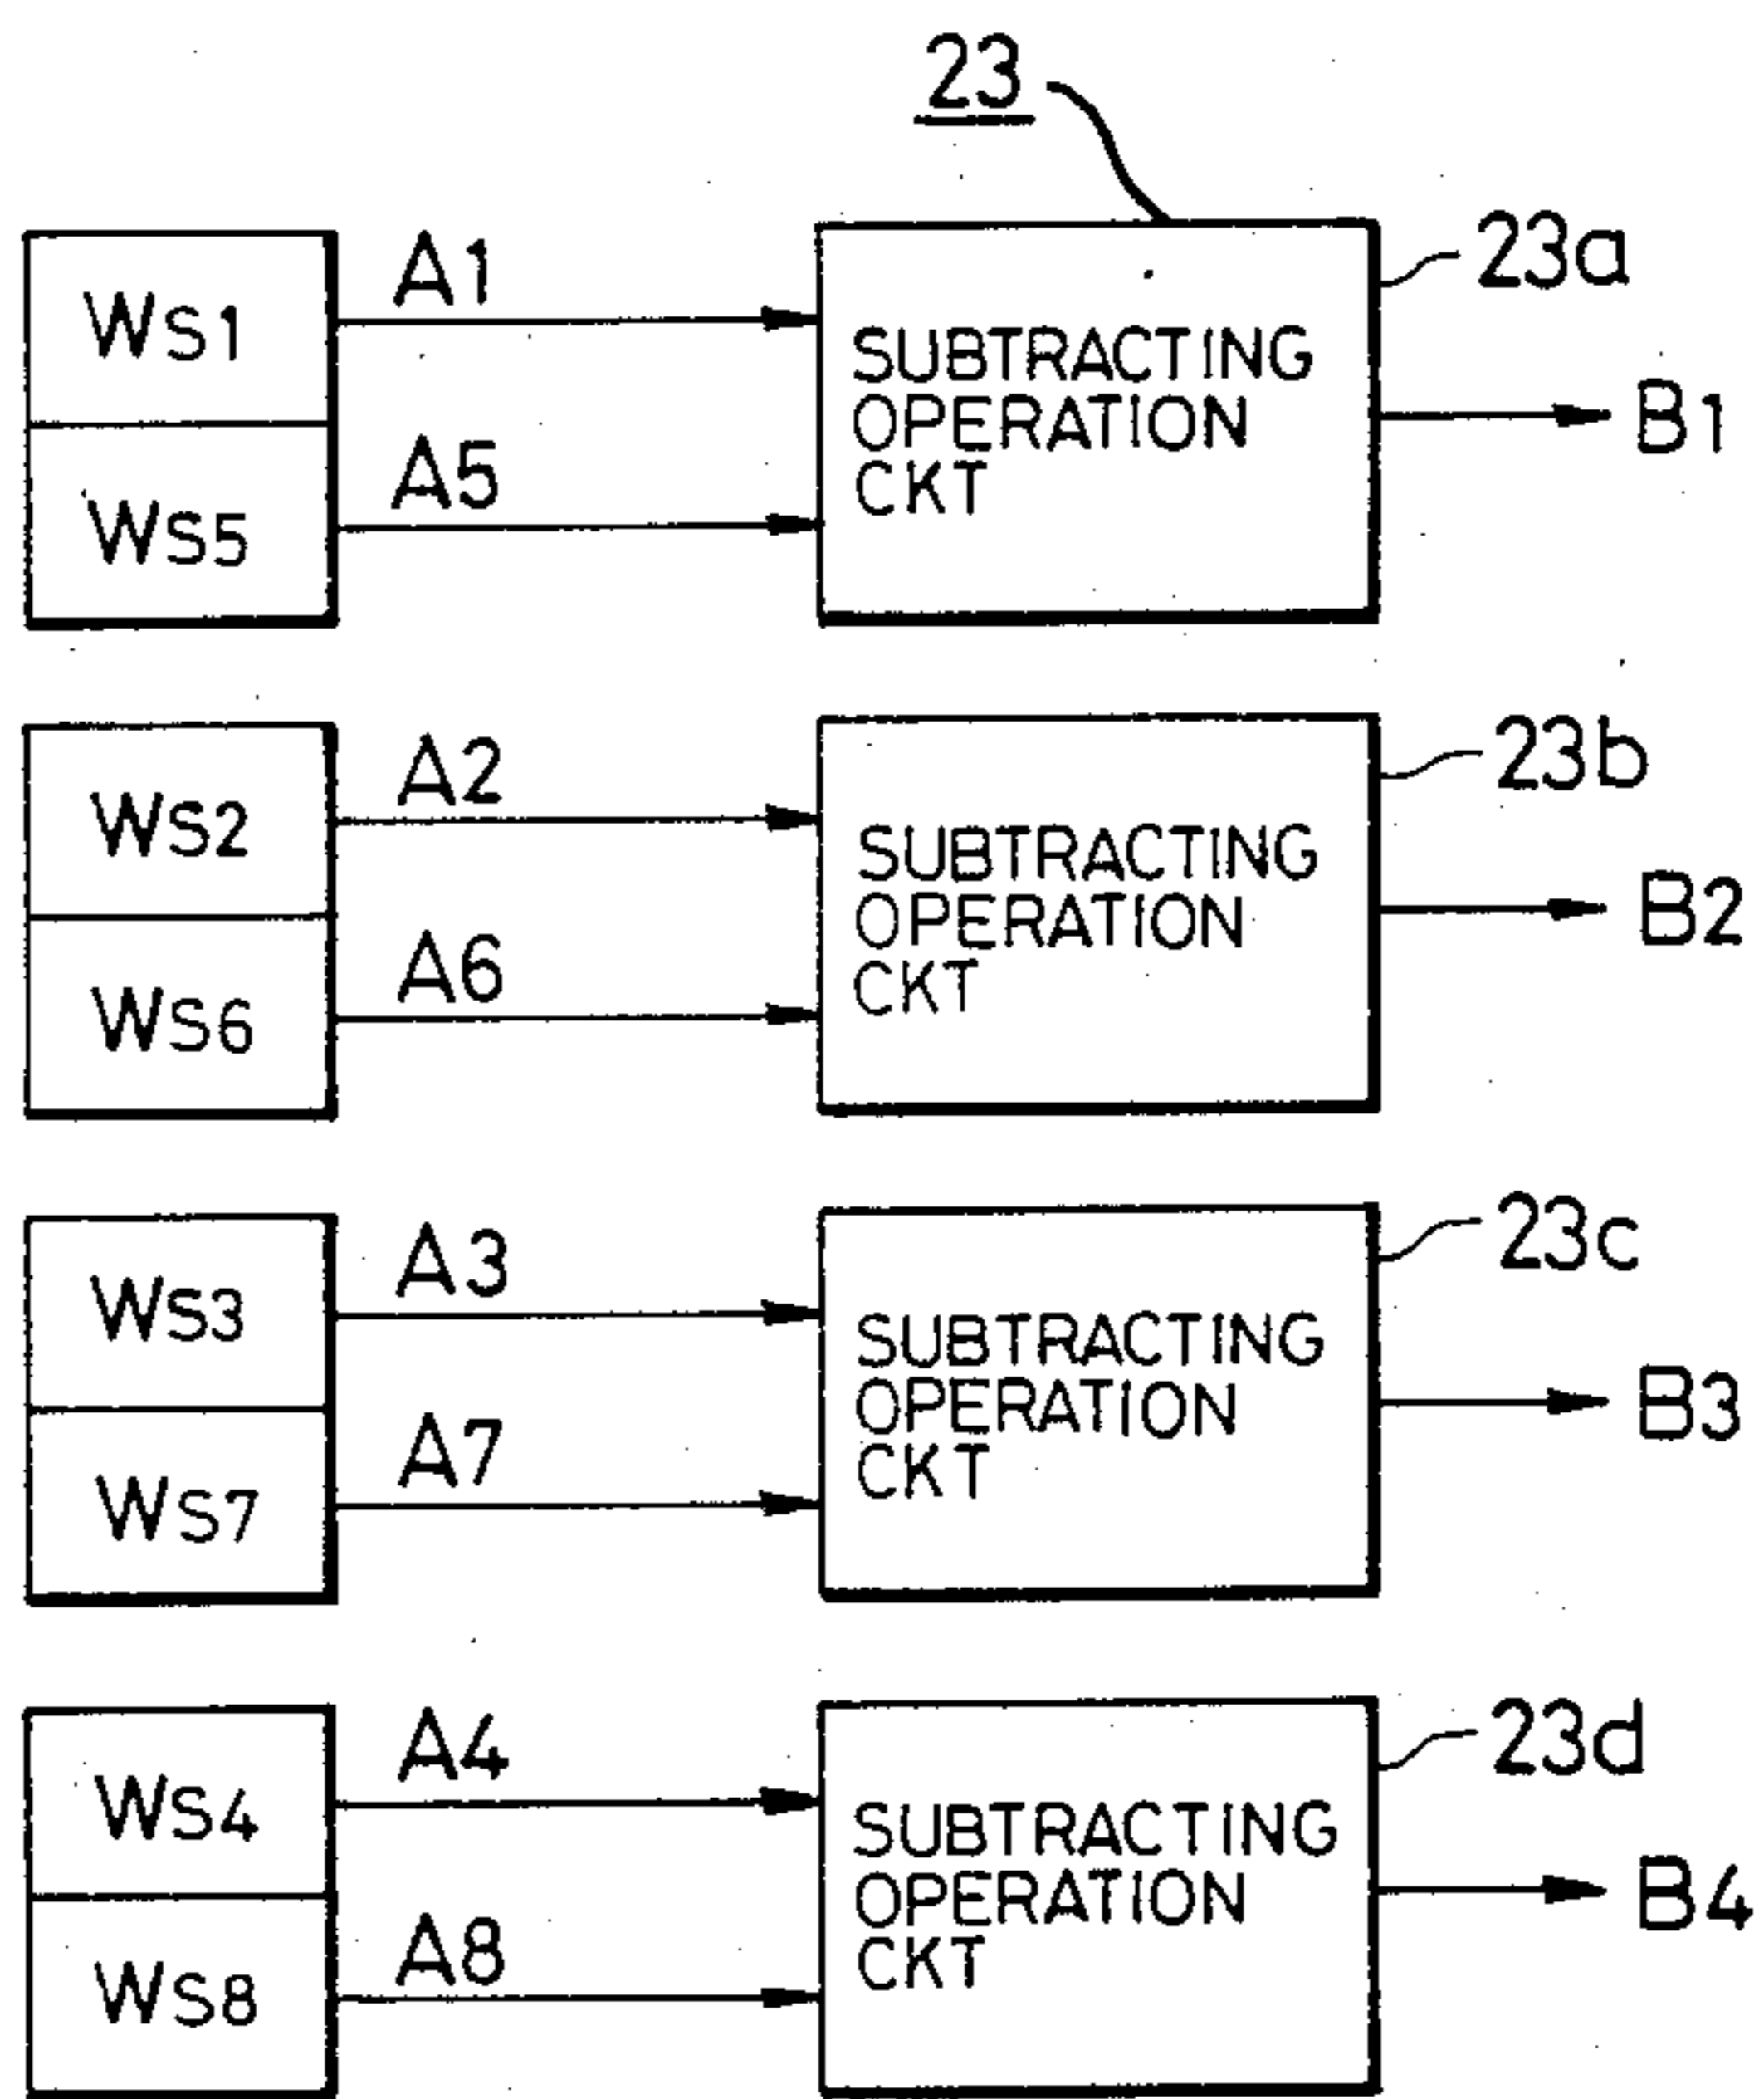 23
23a
WS1
A1
SUBTRACTING
OPERATION
CKT
B1
WS5
A5
23b
WS2
A2
SUBTRACTING
OPERATION
CKT
B2
WS6
A6
23c
WS3
A3
SUBTRACTING
OPERATION
CKT
B3
WS7
A7
23d
WS4
A4
SUBTRACTING
OPERATION
CKT
B4
WS8
A8